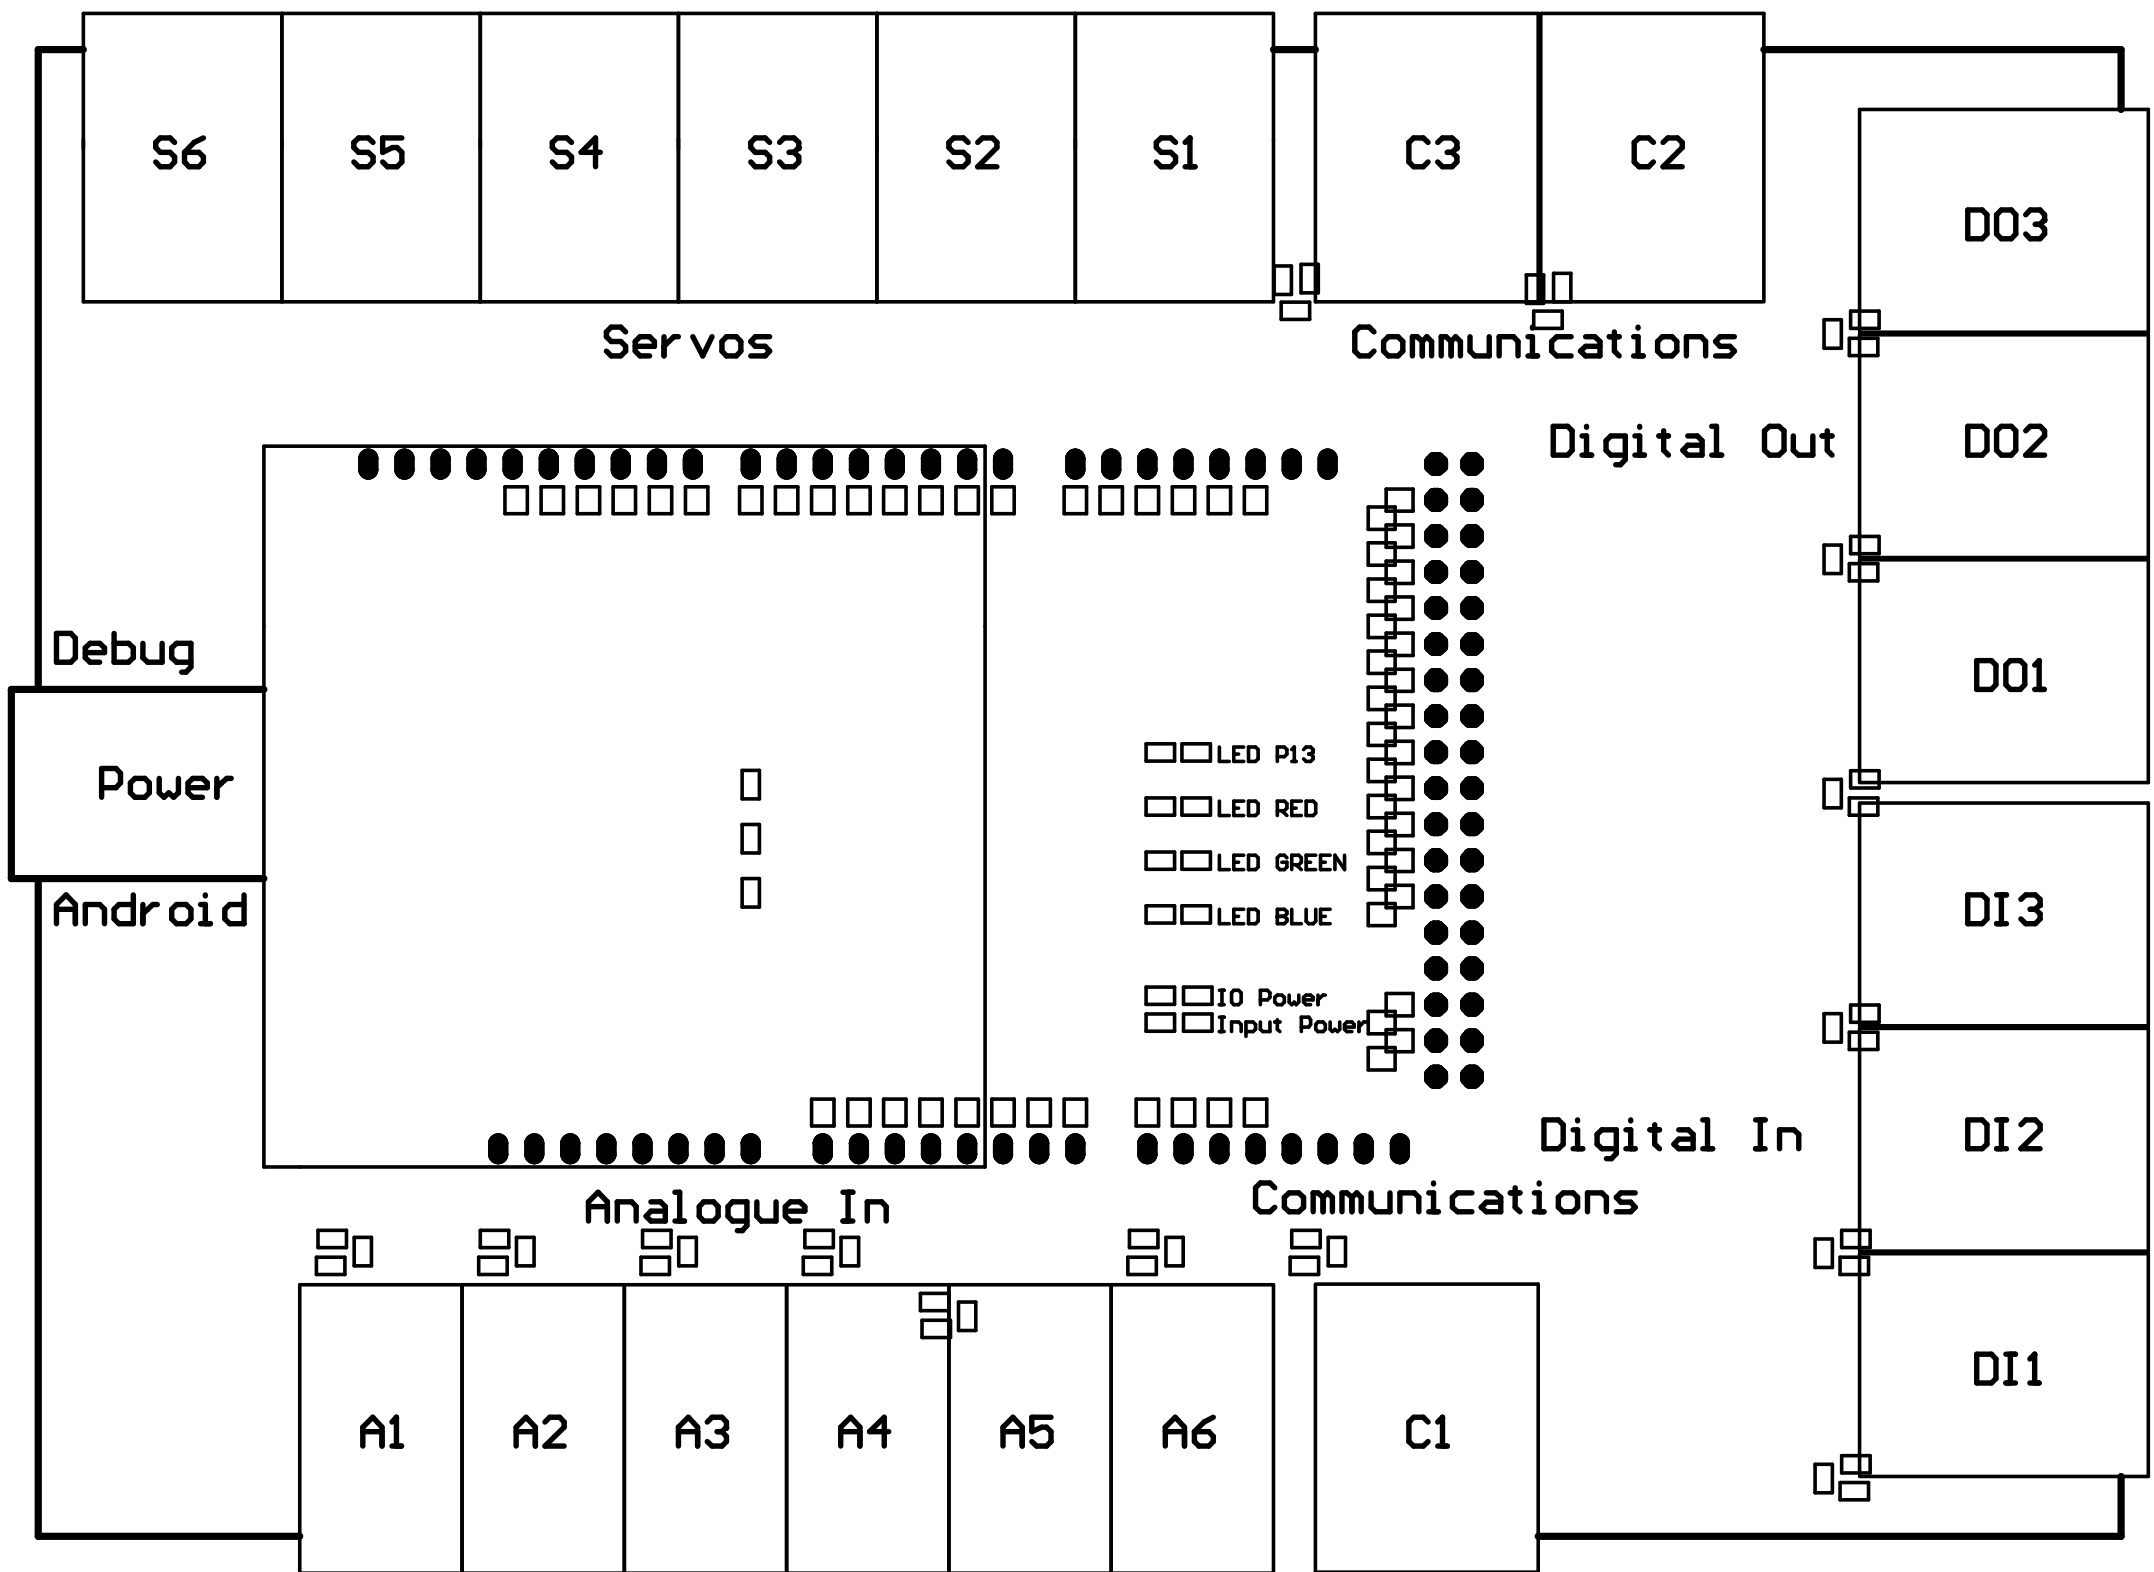 S6 S5 S4 S3 S2 S1 C3 C2
DO3
Servos Communications
Digital Out DO2
Debug
DO1
Power
LED P13
LED RED
LED GREEN
Android
LED BLUE
DI3
IO Power
Input Power
Digital In DI2
Analogue In Communications
DI1
A1 A2 A3 A4 A5 A6 C1